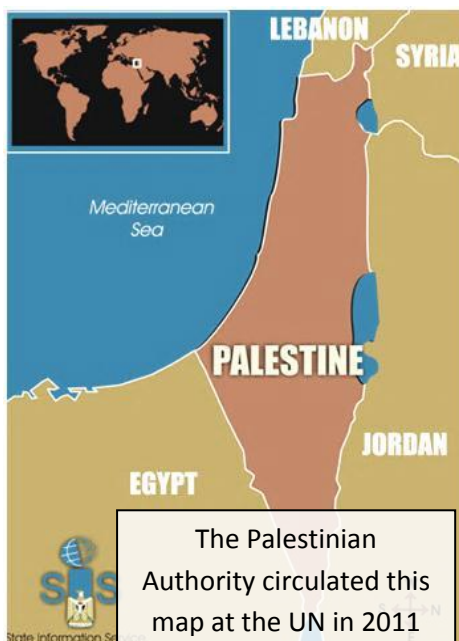 LEBANON
SYRIA
Mediterranean
Sea
PALESTINE
JORDAN
EGYPT
The Palestinian
Authority circulated this
map at the UN in 2011
SIS
State Information Service
S N